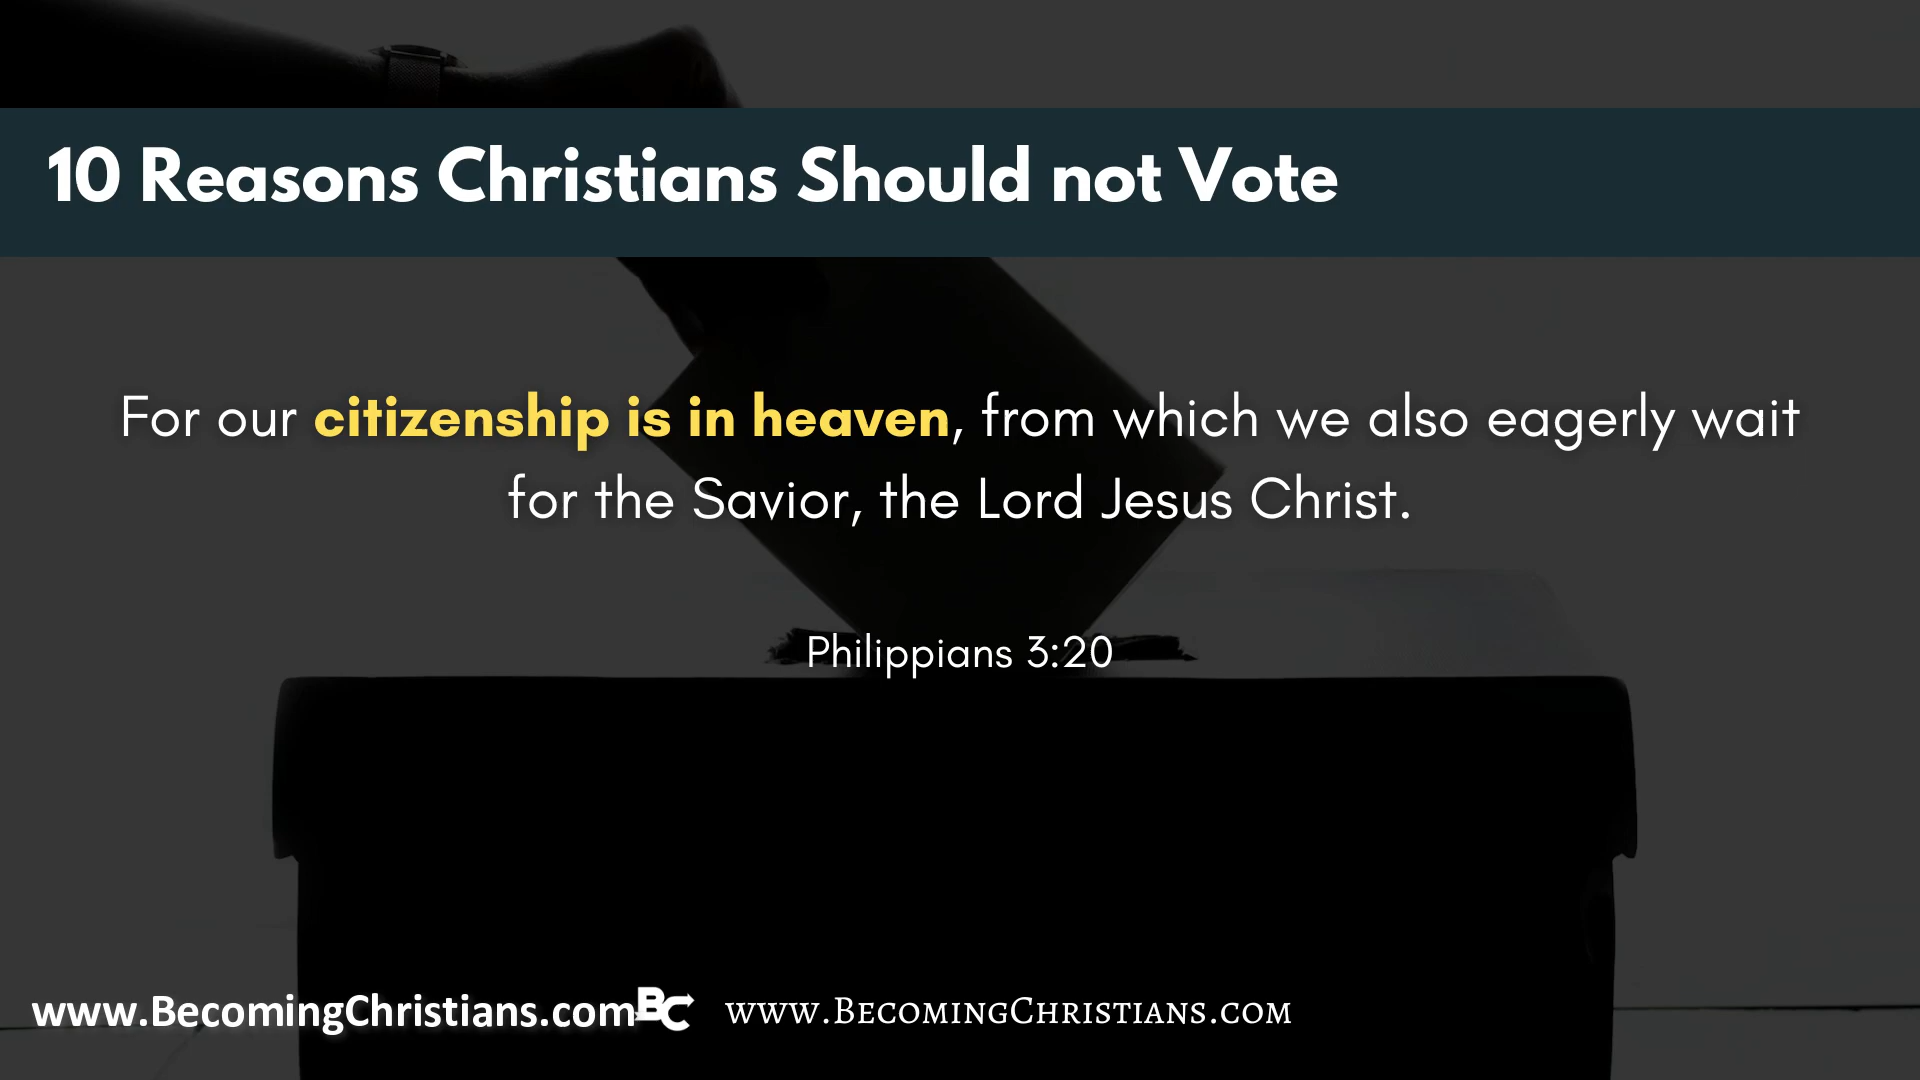 10 Reasons Christians Should not Vote
For our citizenship is in heaven, from which we also eagerly wait
for the Savior, the Lord Jesus Christ.
Philippians 3:20
www.BecomingChristians.com BC www.BecomingChristians.com